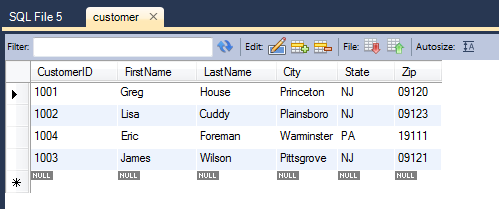 SQL File 5 customer
Filter: Edit: File: Autosize:
CustomerID FirstName LastName City State Zip
1001 Greg House Princeton NJ 09120
1002 Lisa Cuddy Plainsboro NJ 09123
1004 Eric Foreman Warminster PA 19111
1003 James Wilson Pittsgrove NJ 09121
NULL NULL NULL NULL NULL NULL